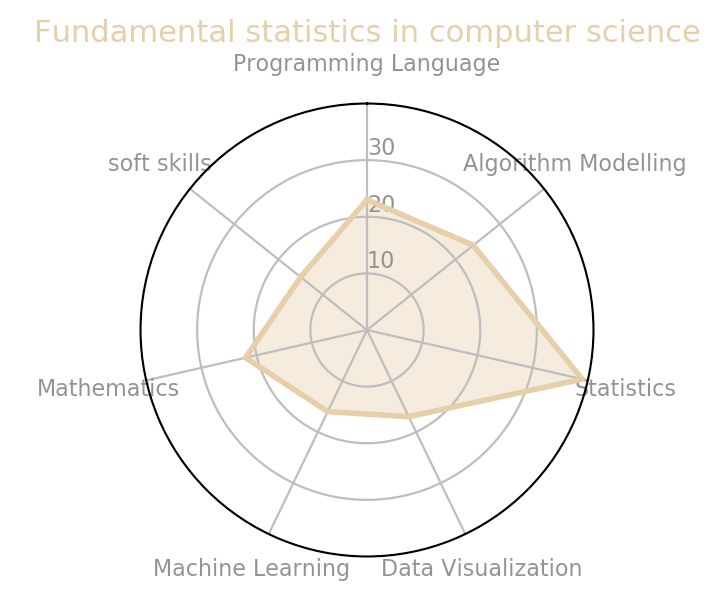 Fundamental statistics in computer science
Programming Language
30
soft skills
Algorithm Modelling
20
10
Mathematics
Statistics
Machine Learning
Data Visualization